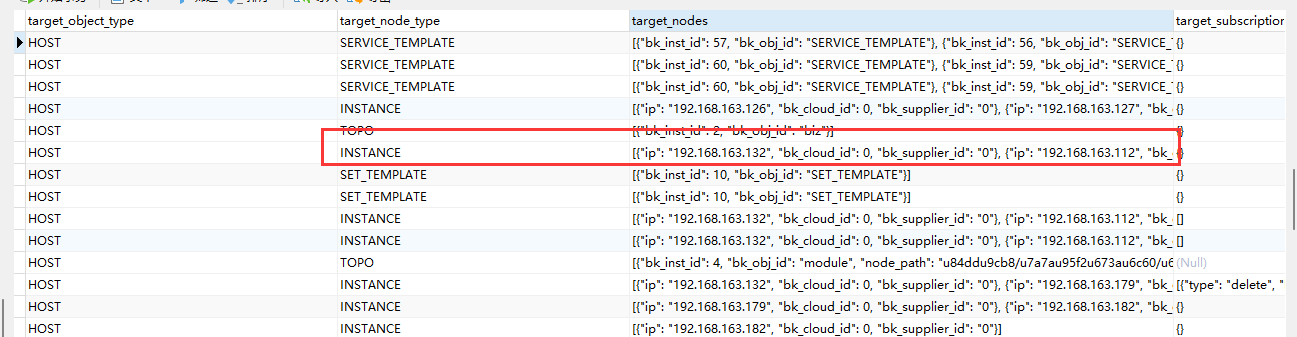 target_object_type target_node_type target_nodes target_subscription
HOST SERVICE_TEMPLATE [{"bk_inst_id": 57, "bk_obj_id": "SERVICE_TEMPLATE"}, {"bk_inst_id": 56, "bk_obj_id": "SERVICE_ {}
HOST SERVICE_TEMPLATE [{"bk_inst_id": 60, "bk_obj_id": "SERVICE_TEMPLATE"}, {"bk_inst_id": 59, "bk_obj_id": "SERVICE_ {}
HOST SERVICE_TEMPLATE [{"bk_inst_id": 60, "bk_obj_id": "SERVICE_TEMPLATE"}, {"bk_inst_id": 59, "bk_obj_id": "SERVICE_ {}
HOST INSTANCE [{"ip": "192.168.163.126", "bk_cloud_id": 0, "bk_supplier_id": "0"}, {"ip": "192.168.163.127", "bk_ {}
HOST TOPO [{"bk_inst_id": 2, "bk_obj_id": "biz"}] {}
HOST INSTANCE [{"ip": "192.168.163.132", "bk_cloud_id": 0, "bk_supplier_id": "0"}, {"ip": "192.168.163.112", "bk_ {}
HOST SET_TEMPLATE [{"bk_inst_id": 10, "bk_obj_id": "SET_TEMPLATE"}] {}
HOST SET_TEMPLATE [{"bk_inst_id": 10, "bk_obj_id": "SET_TEMPLATE"}] {}
HOST INSTANCE [{"ip": "192.168.163.132", "bk_cloud_id": 0, "bk_supplier_id": "0"}, {"ip": "192.168.163.112", "bk_ []
HOST INSTANCE [{"ip": "192.168.163.132", "bk_cloud_id": 0, "bk_supplier_id": "0"}, {"ip": "192.168.163.112", "bk_ []
HOST TOPO [{"bk_inst_id": 4, "bk_obj_id": "module", "node_path": "u84ddu9cb8/u7a7au95f2u673au6c60/u6 (Null)
HOST INSTANCE [{"ip": "192.168.163.132", "bk_cloud_id": 0, "bk_supplier_id": "0"}, {"ip": "192.168.163.179", "bk_ [{"type": "delete", "
HOST INSTANCE [{"ip": "192.168.163.179", "bk_cloud_id": 0, "bk_supplier_id": "0"}, {"ip": "192.168.163.182", "bk_ {}
HOST INSTANCE [{"ip": "192.168.163.182", "bk_cloud_id": 0, "bk_supplier_id": "0"}] {}